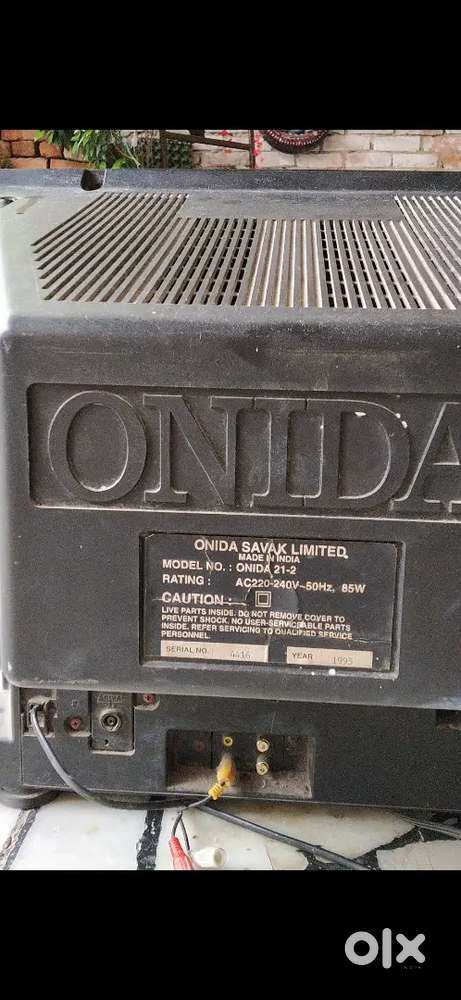 ONIDA
ONIDA SAVAK LIMITED
MADE IN INDIA
MODEL NO. : ONIDA 21-2
RATING : AC220-240V~50Hz, 85W
CAUTION :
LIVE PARTS INSIDE. DO NOT REMOVE COVER TO
PREVENT SHOCK. NO USER-SERVICEABLE PARTS
INSIDE. REFER SERVICING TO QUALIFIED SERVICE
PERSONNEL.
SERIAL NO. 4416 YEAR 1995
olx
INDIA